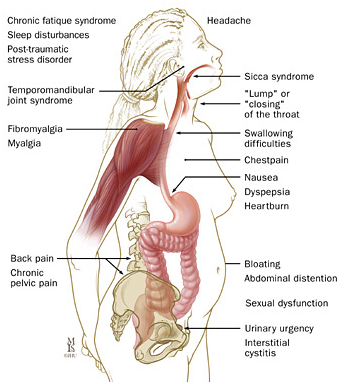 Chronic fatique syndrome
Sleep disturbances
Post-traumatic
stress disorder
Temporomandibular
joint syndrome
Fibromyalgia
Myalgia
Back pain
Chronic
pelvic pain
Headache
Sicca syndrome
"Lump" or
"closing"
of the throat
Swallowing
difficulties
Chestpain
Nausea
Dyspepsia
Heartburn
Bloating
Abdominal distention
Sexual dysfunction
Urinary urgency
Interstitial
cystitis
©JHU